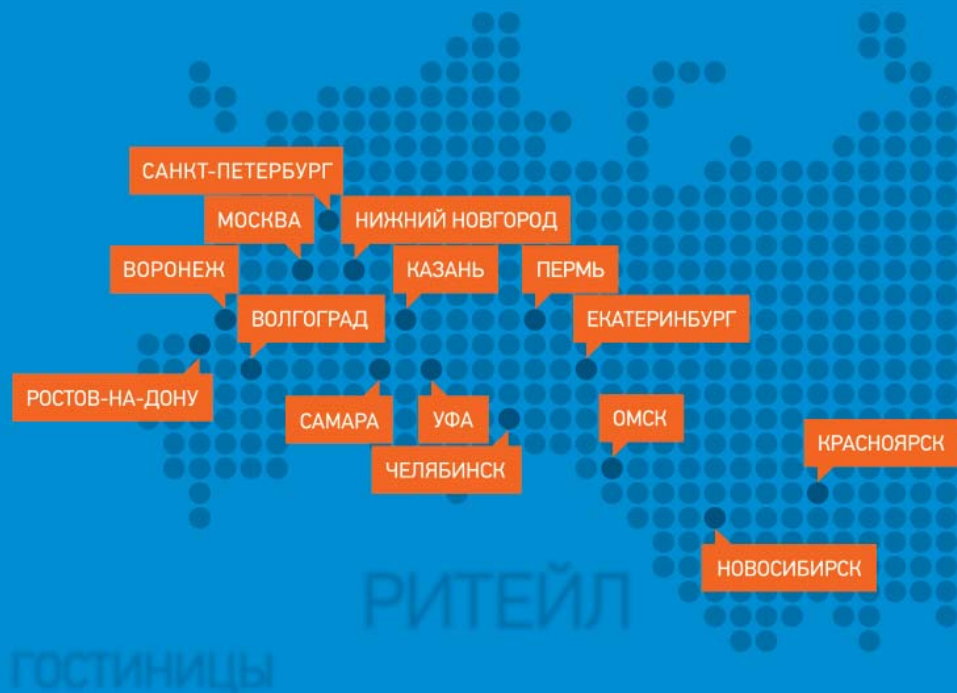 САНКТ-ПЕТЕРБУРГ
МОСКВА
НИЖНИЙ НОВГОРОД
ВОРОНЕЖ
КАЗАНЬ
ПЕРМЬ
ВОЛГОГРАД
ЕКАТЕРИНБУРГ
РОСТОВ-НА-ДОНУ
САМАРА
УФА
ОМСК
КРАСНОЯРСК
ЧЕЛЯБИНСК
НОВОСИБИРСК
РИТЕЙЛ
ГОСТИНИЦЫ